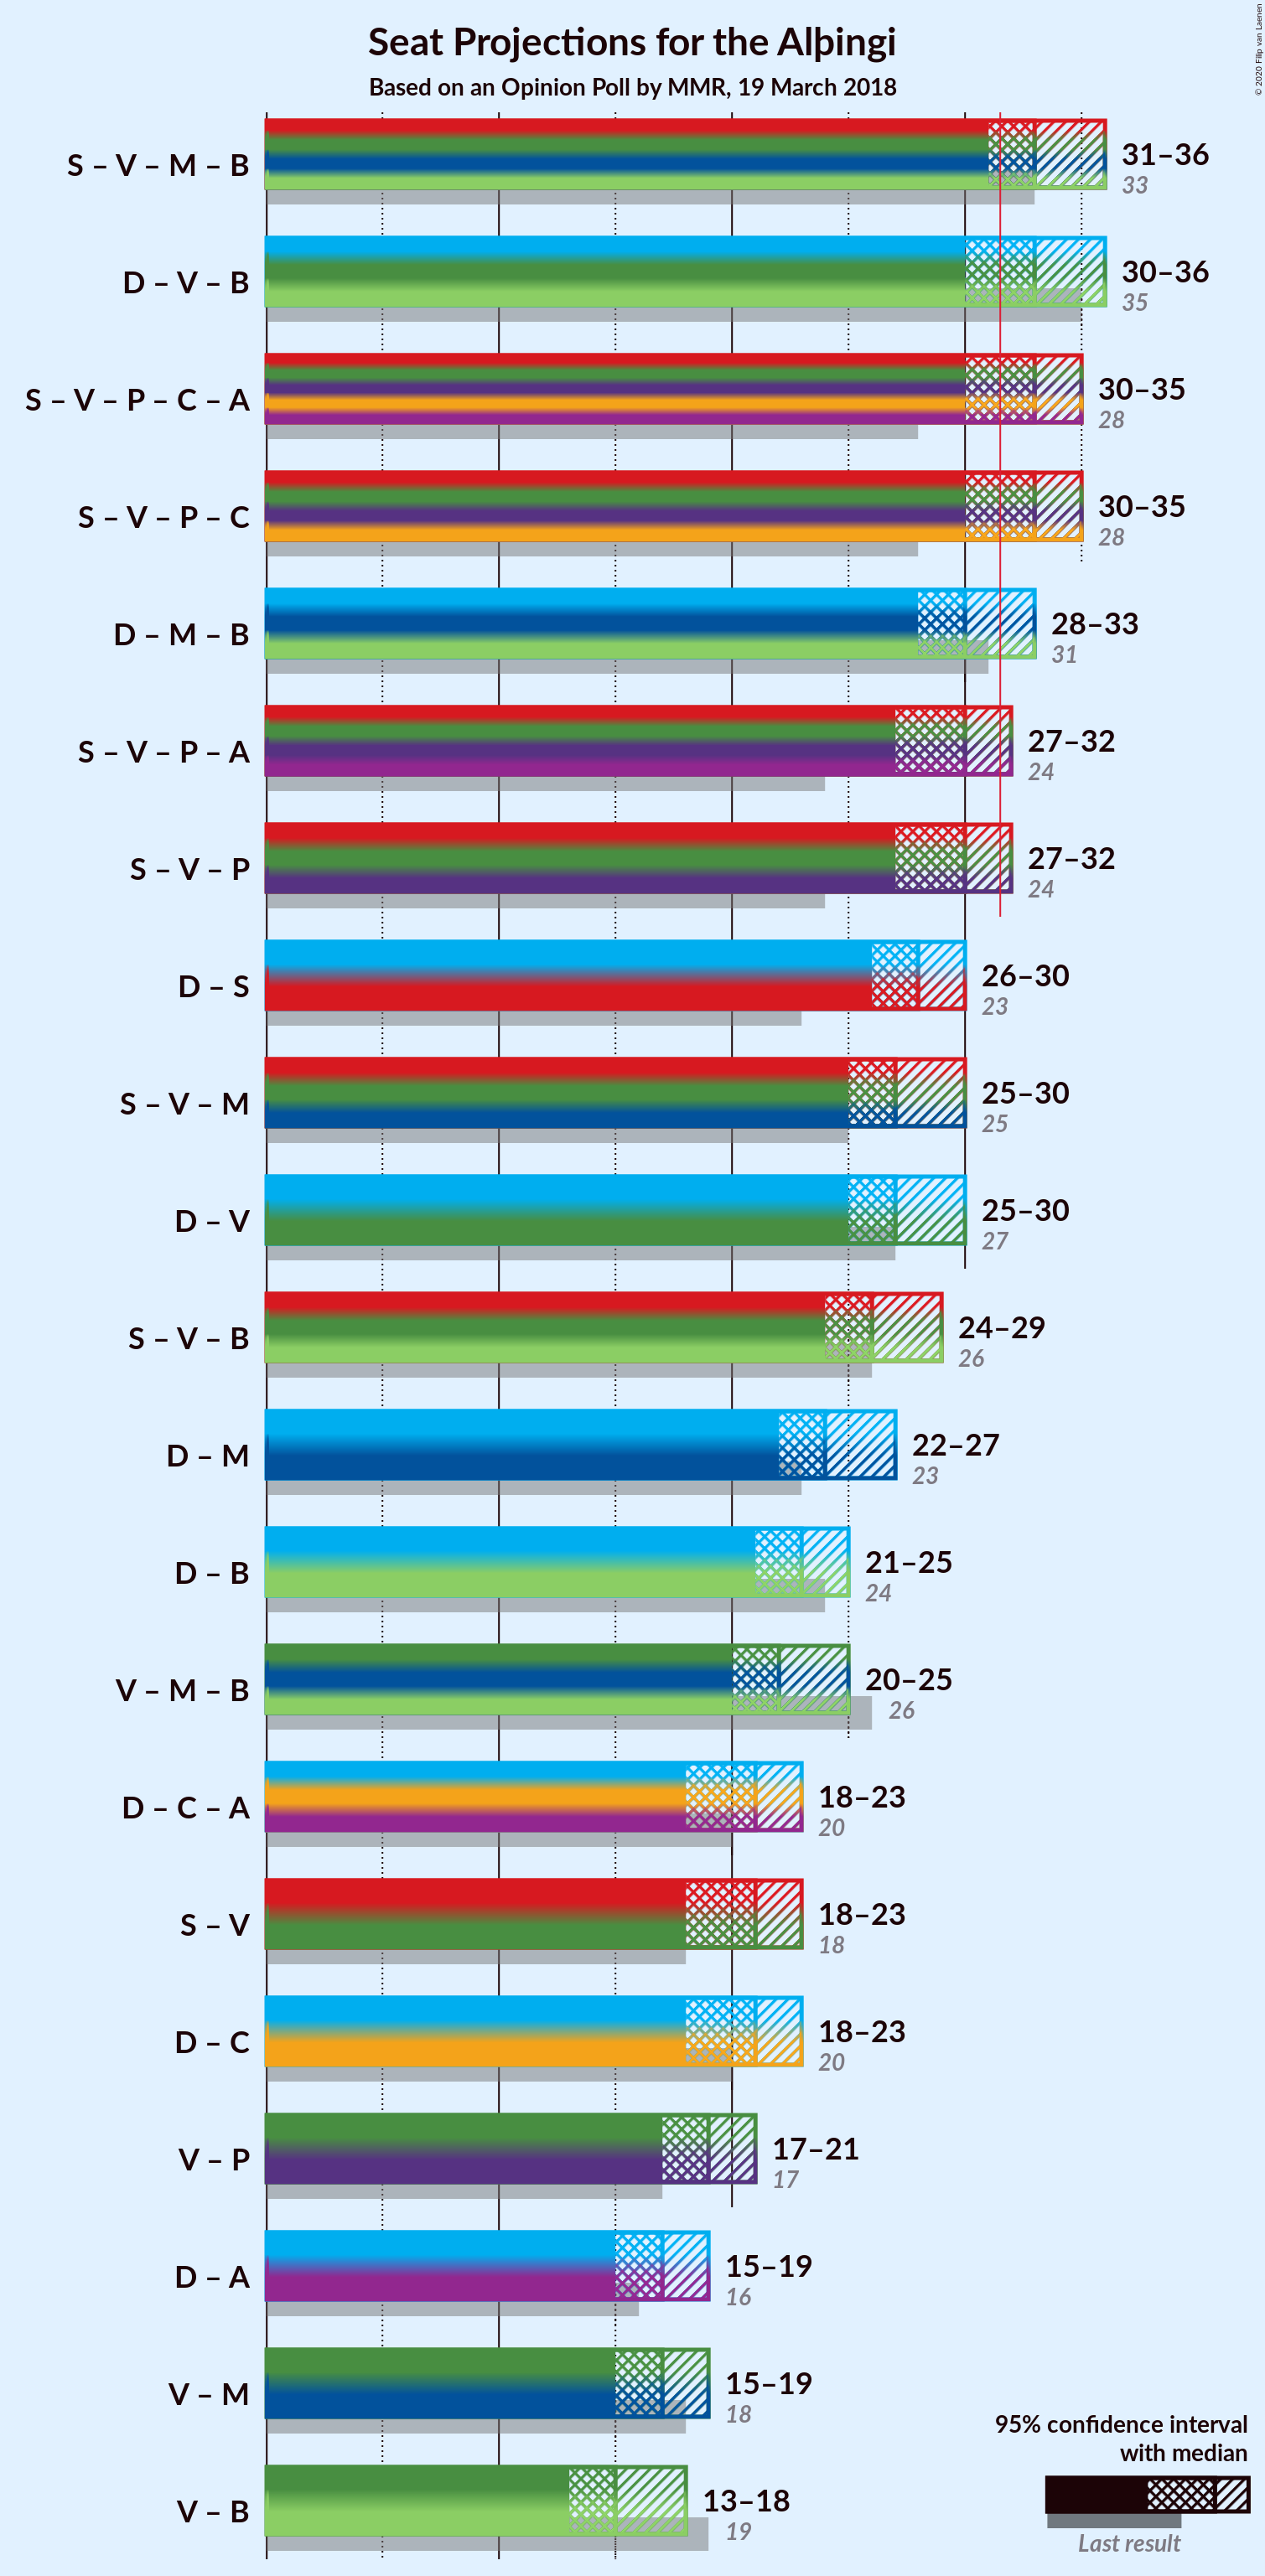 Seat Projections for the Alþingi
Based on an Opinion Poll by MMR, 19 March 2018
© 2020 Filip van Laenen
S – V – M – B
31–36
33
D – V – B
30–36
35
S – V – P – C – A
30–35
28
S – V – P – C
30–35
28
D – M – B
28–33
31
S – V – P – A
27–32
24
S – V – P
27–32
24
D – S
26–30
23
S – V – M
25–30
25
D – V
25–30
27
S – V – B
24–29
26
D – M
22–27
23
D – B
21–25
24
V – M – B
20–25
26
D – C – A
18–23
20
S – V
18–23
18
D – C
18–23
20
V – P
17–21
17
D – A
15–19
16
V – M
15–19
18
V – B
13–18
19
95% confidence interval
with median
Last result